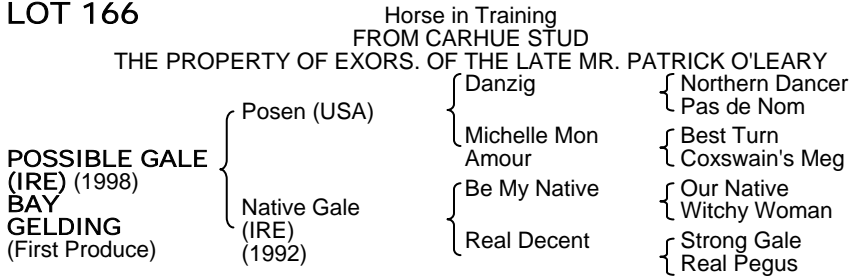 LOT 166
Horse in Training
FROM CARHUE STUD
THE PROPERTY OF EXORS. OF THE LATE MR. PATRICK O'LEARY
POSSIBLE GALE
(IRE) (1998)
BAY
GELDING
(First Produce)
Posen (USA)
Native Gale
(IRE)
(1992)
Danzig
Michelle Mon
Amour
Be My Native
Real Decent
Northern Dancer
Pas de Nom
Best Turn
Coxswain's Meg
Our Native
Witchy Woman
Strong Gale
Real Pegus